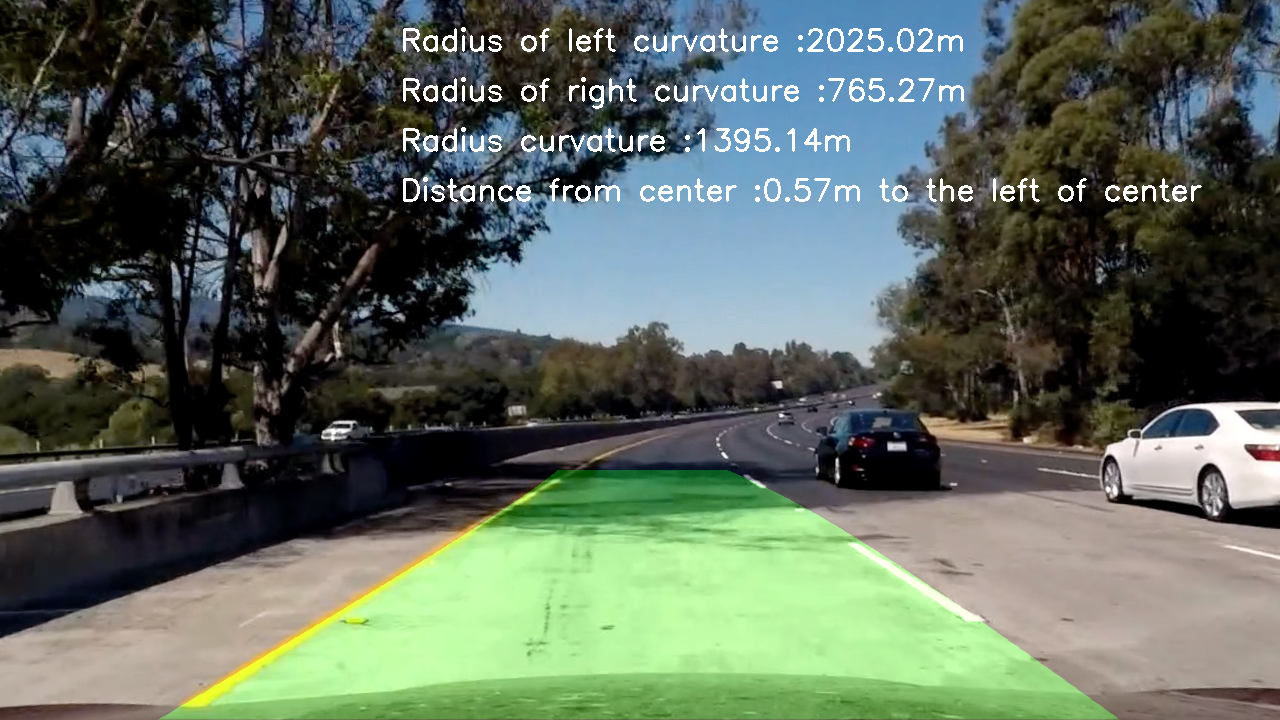 Radius of left curvature :2025.02m
Radius of right curvature :765.27m
Radius curvature :1395.14m
Distance from center :0.57m to the left of center